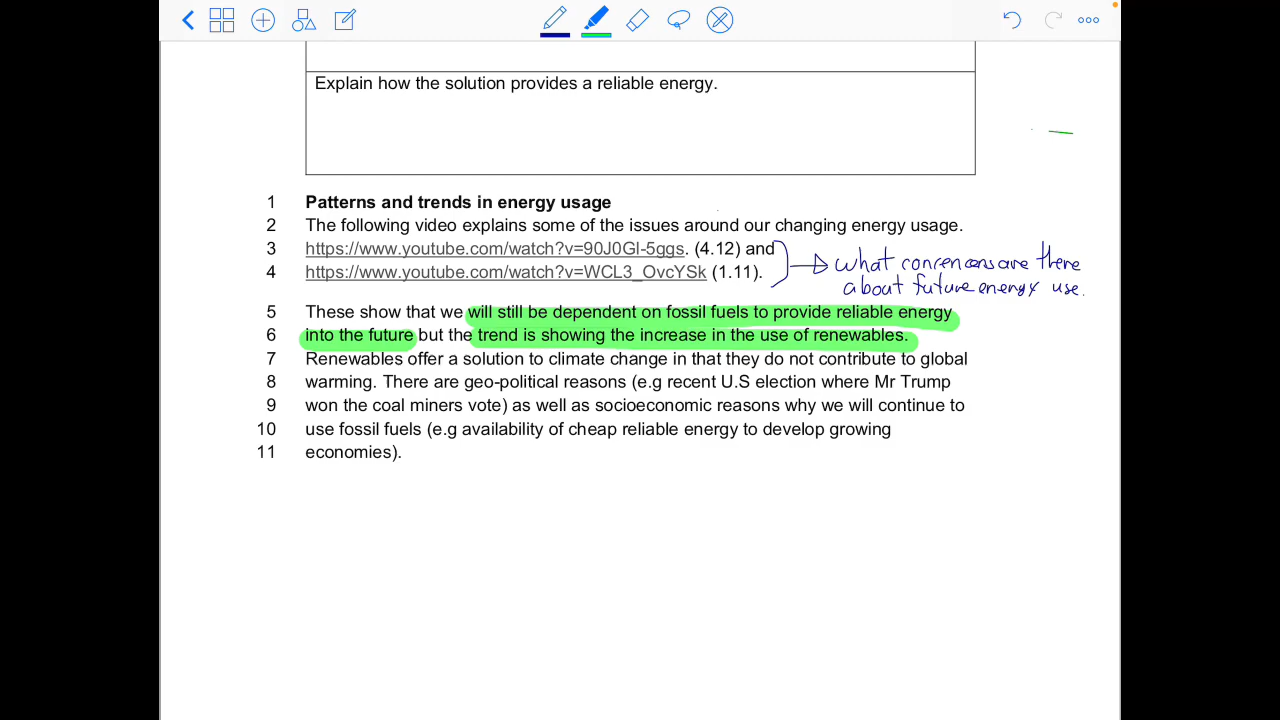 Explain how the solution provides a reliable energy.
1 Patterns and trends in energy usage
2 The following video explains some of the issues around our changing energy usage.
3 https://www.youtube.com/watch?v=90J0Gl-5ggs. (4.12) and
4 https://www.youtube.com/watch?v=WCL3_OvcYSk (1.11).
what concencens are there
about future energy use.
5 These show that we will still be dependent on fossil fuels to provide reliable energy
6 into the future but the trend is showing the increase in the use of renewables.
7 Renewables offer a solution to climate change in that they do not contribute to global
8 warming. There are geo-political reasons (e.g recent U.S election where Mr Trump
9 won the coal miners vote) as well as socioeconomic reasons why we will continue to
10 use fossil fuels (e.g availability of cheap reliable energy to develop growing
11 economies).